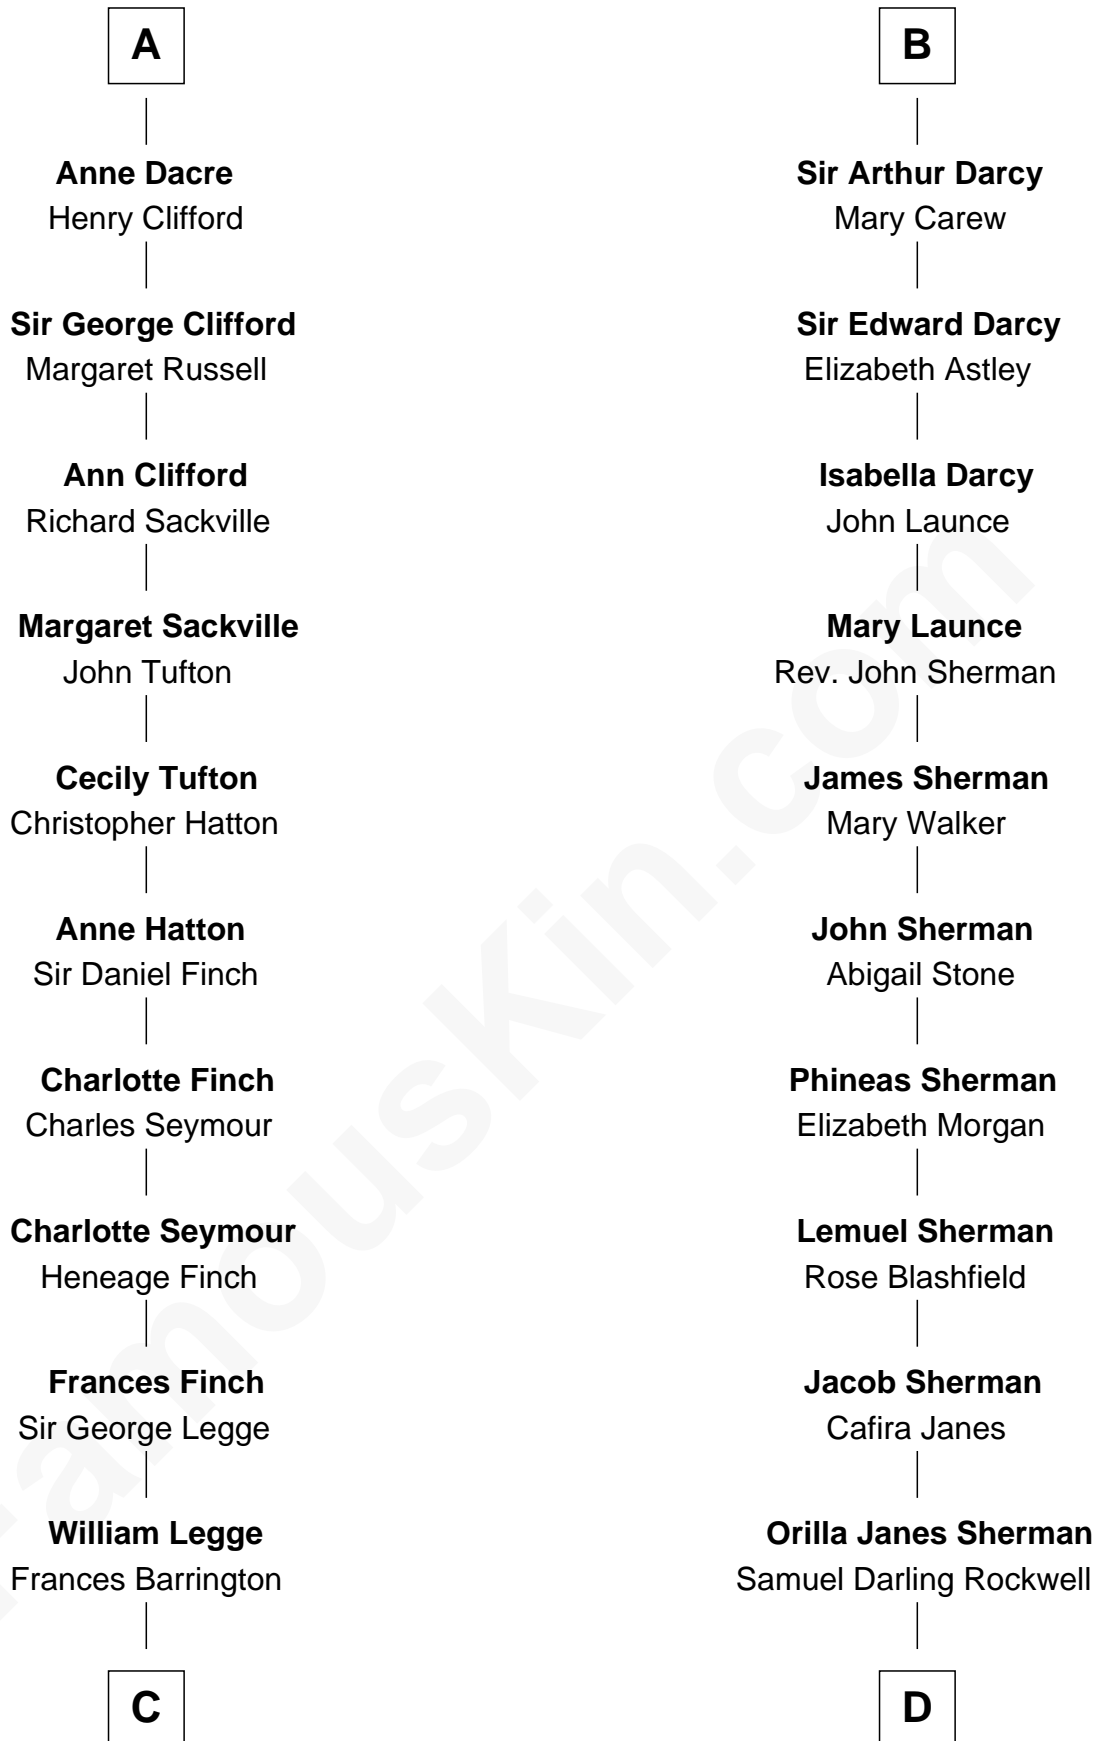 A
Anne Dacre
Henry Clifford
Sir George Clifford
Margaret Russell
Ann Clifford
Richard Sackville
Margaret Sackville
John Tufton
Cecily Tufton
Christopher Hatton
Anne Hatton
Sir Daniel Finch
Charlotte Finch
Charles Seymour
Charlotte Seymour
Heneage Finch
Frances Finch
Sir George Legge
William Legge
Frances Barrington
C
B
Sir Arthur Darcy
Mary Carew
Sir Edward Darcy
Elizabeth Astley
Isabella Darcy
John Launce
Mary Launce
Rev. John Sherman
James Sherman
Mary Walker
John Sherman
Abigail Stone
Phineas Sherman
Elizabeth Morgan
Lemuel Sherman
Rose Blashfield
Jacob Sherman
Cafira Janes
Orilla Janes Sherman
Samuel Darling Rockwell
D
FamousKin.com